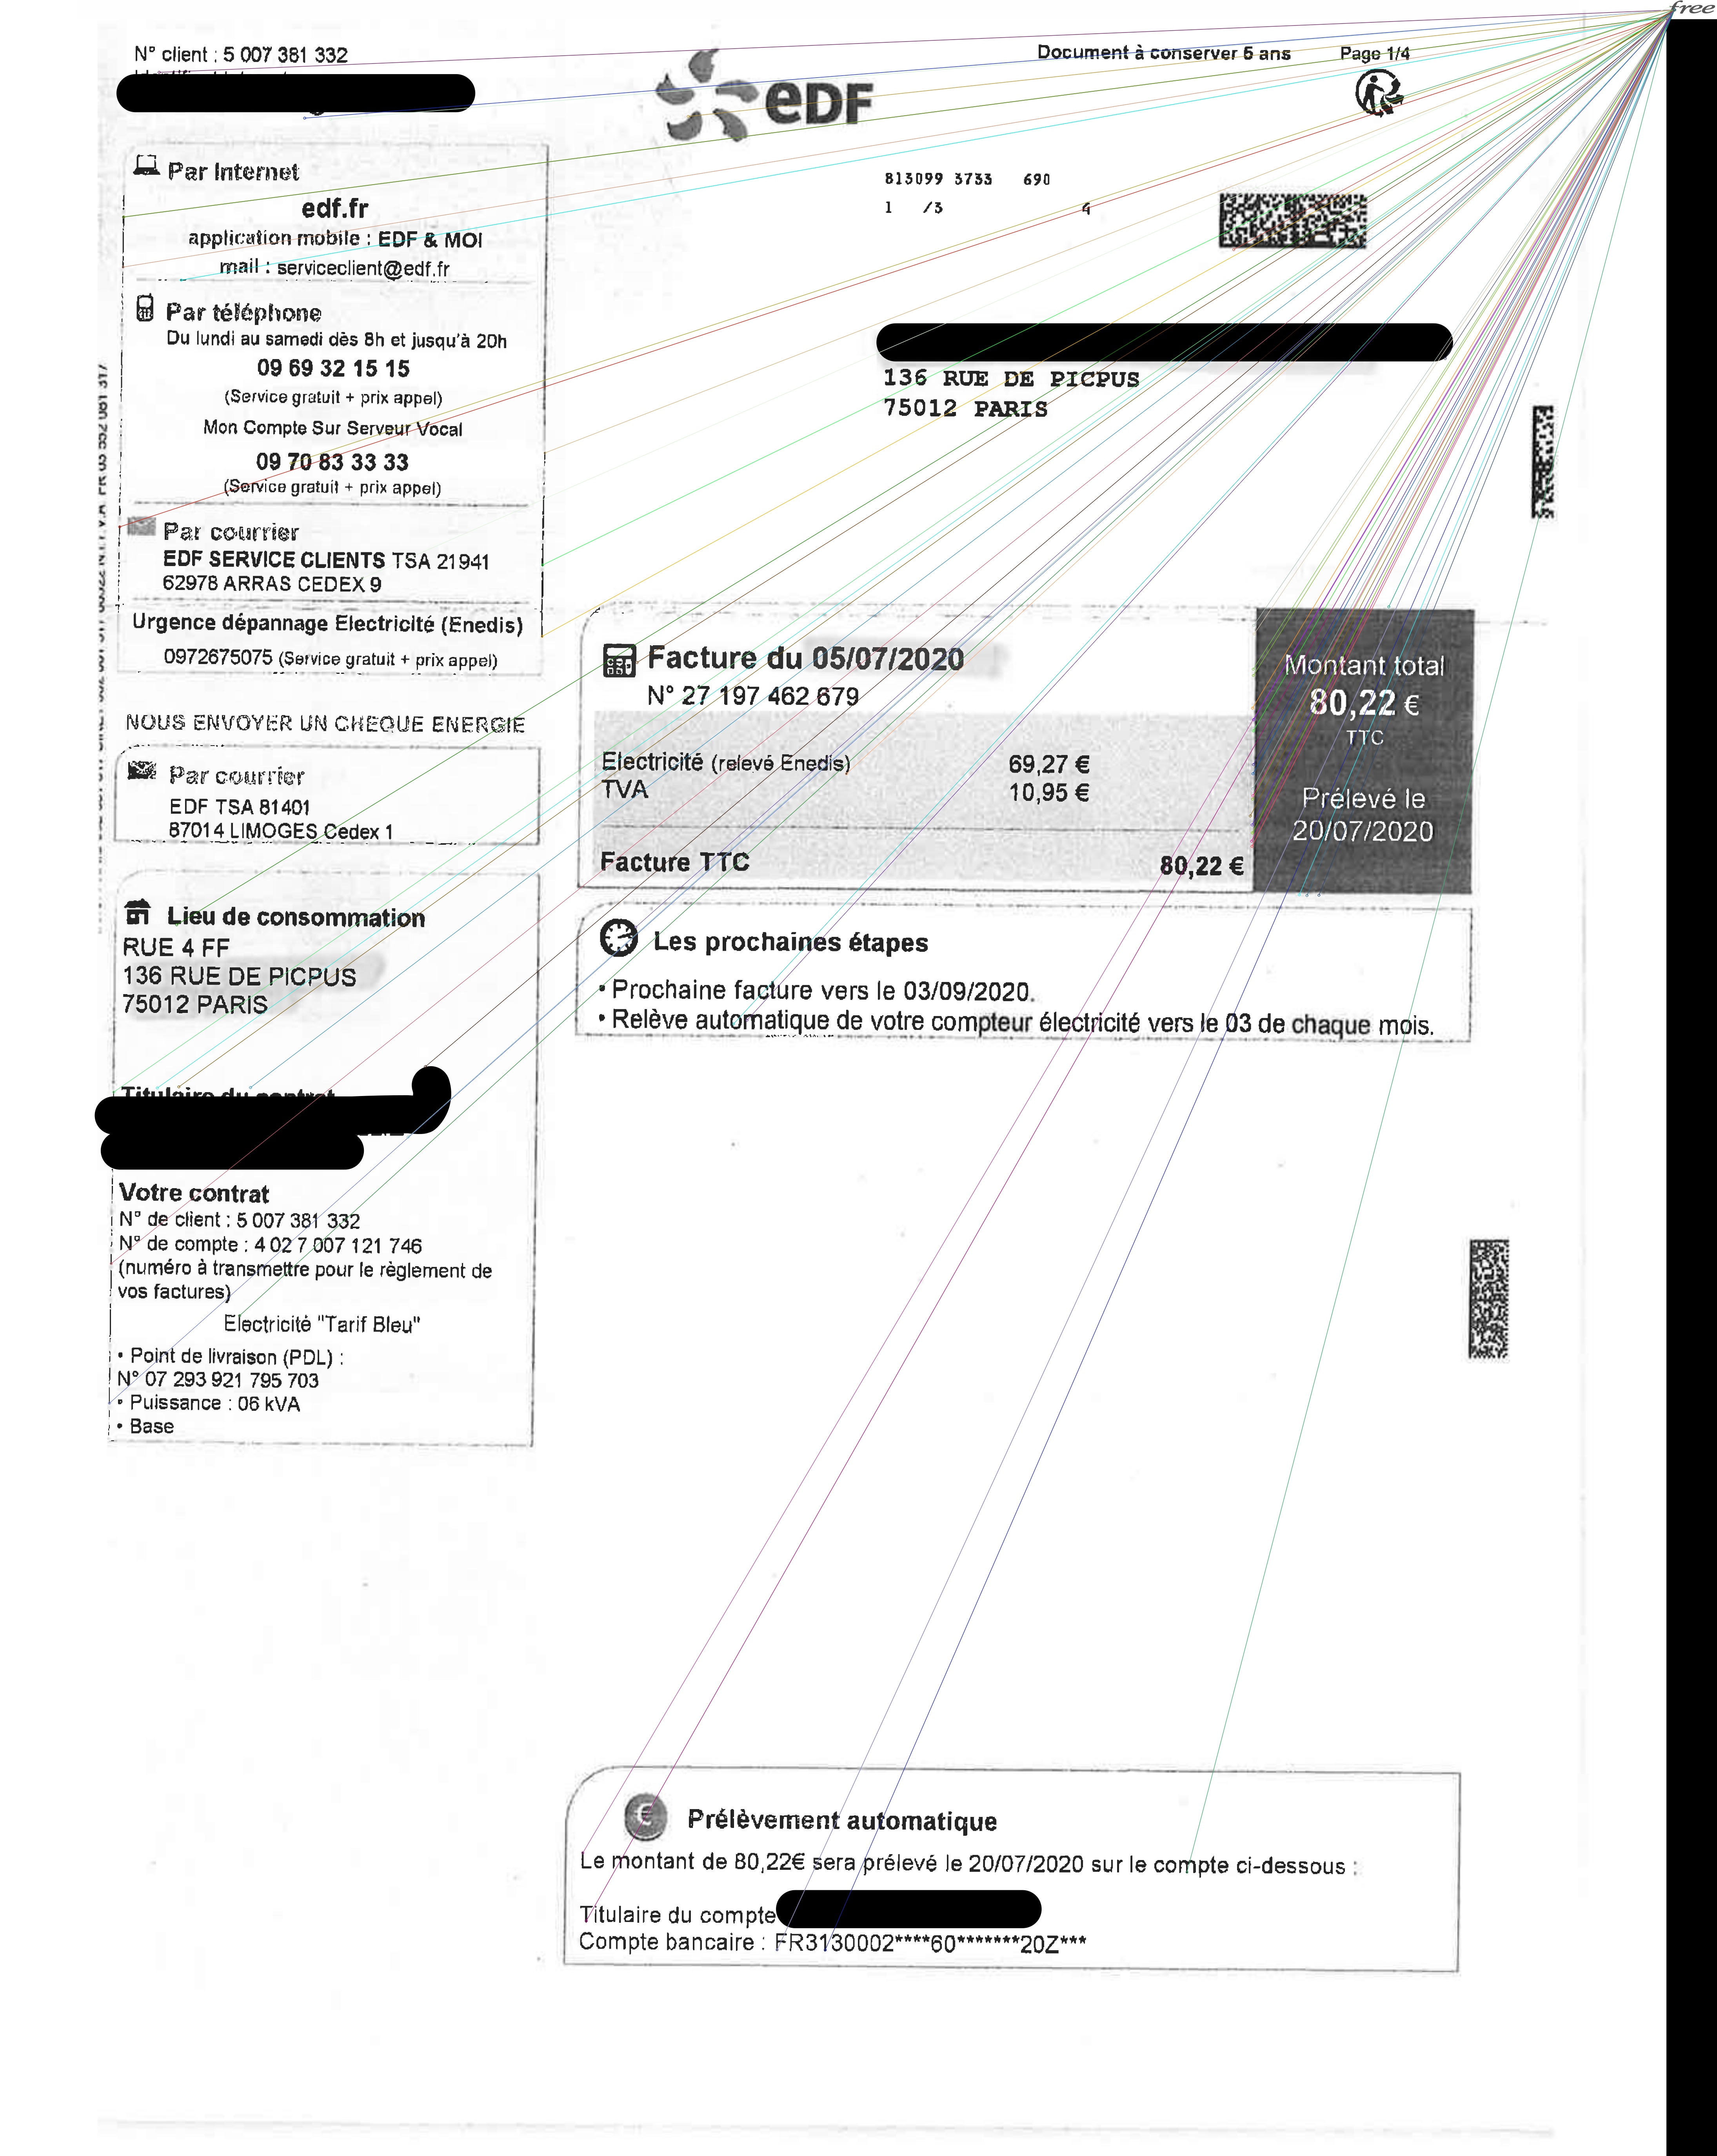 free
N° client : 5 007 381 332
Document à conserver 5 ans
Page 1/4
eDF
Par Internet
edf.fr
application mobile : EDF & MOI
mail : serviceclient@edf.fr
813099 3733 690
1 /3 4
Par téléphone
Du lundi au samedi dès 8h et jusqu'à 20h
09 69 32 15 15
(Service gratuit + prix appel)
Mon Compte Sur Serveur Vocal
09 70 83 33 33
(Service gratuit + prix appel)
136 RUE DE PICPUS
75012 PARIS
Par courrier
EDF SERVICE CLIENTS TSA 21941
62978 ARRAS CEDEX 9
Urgence dépannage Electricité (Enedis)
0972675075 (Service gratuit + prix appel)
NOUS ENVOYER UN CHEQUE ENERGIE
Par courrier
EDF TSA 81401
87014 LIMOGES Cedex 1
Facture du 05/07/2020
N° 27 197 462 679
Electricité (relevé Enedis) 69,27 €
TVA 10,95 €
Facture TTC 80,22 €
Montant total
80,22 €
TTC
Prélevé le
20/07/2020
Lieu de consommation
RUE 4 FF
136 RUE DE PICPUS
75012 PARIS
Titulaire du contrat
Les prochaines étapes
• Prochaine facture vers le 03/09/2020.
• Relève automatique de votre compteur électricité vers le 03 de chaque mois.
Votre contrat
N° de client : 5 007 381 332
N° de compte : 4 02 7 007 121 746
(numéro à transmettre pour le règlement de
vos factures)
Electricité "Tarif Bleu"
• Point de livraison (PDL) :
N° 07 293 921 795 703
• Puissance : 06 kVA
• Base
Prélèvement automatique
Le montant de 80,22€ sera prélevé le 20/07/2020 sur le compte ci-dessous :
Titulaire du compte
Compte bancaire : FR3130002****60*******20Z***